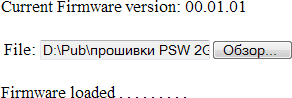 Current Firmware version: 00.01.01
File: D:\Pub\прошивки PSW 2G Обзор...
Firmware loaded . . . . . . . . .